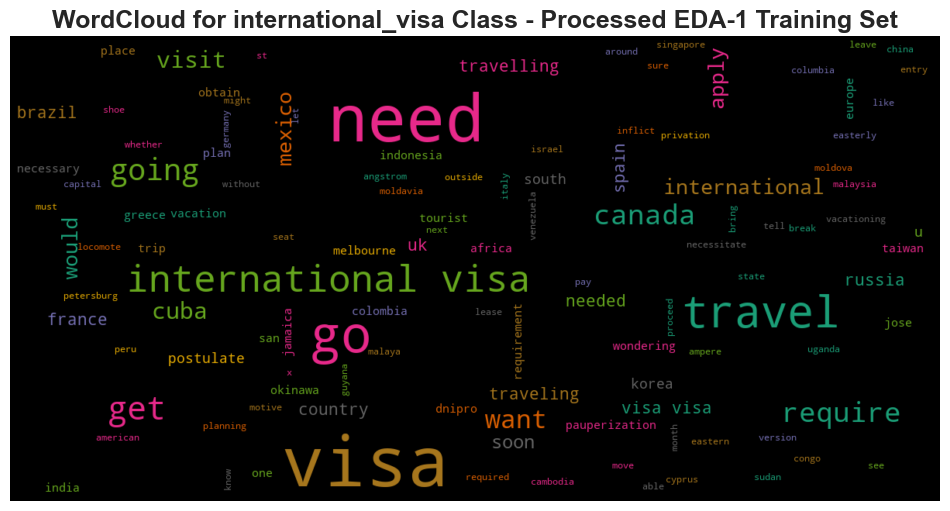 WordCloud for international_visa Class - Processed EDA-1 Training Set
place
visit
st
travelling
around
singapore
sure
apply
columbia
leave
china
entry
europe
like
brazil
obtain
might
shoe
germany
mexico
let
need
inflict
privation
easterly
whether
plan
necessary
going
indonesia
israel
spain
moldova
capital
without
angstrom
outside
italy
south
international
malaysia
moldavia
must
greece
vacation
tourist
next
venezuela
canada
bring
tell
break
vacationing
u
would
locomote
trip
seat
melbourne
uk
africa
necessitate
taiwan
petersburg
international visa
pay
state
russia
france
cuba
colombia
lease
needed
proceed
travel
jose
san
jamaica
go
requirement
wondering
peru
postulate
malaya
ampere
uganda
x
guyana
okinawa
korea
get
motive
country
dnipro
traveling
visa visa
require
planning
want
pauperization
american
visa
soon
month
eastern
version
know
one
required
cambodia
move
able
cyprus
congo
sudan
see
india